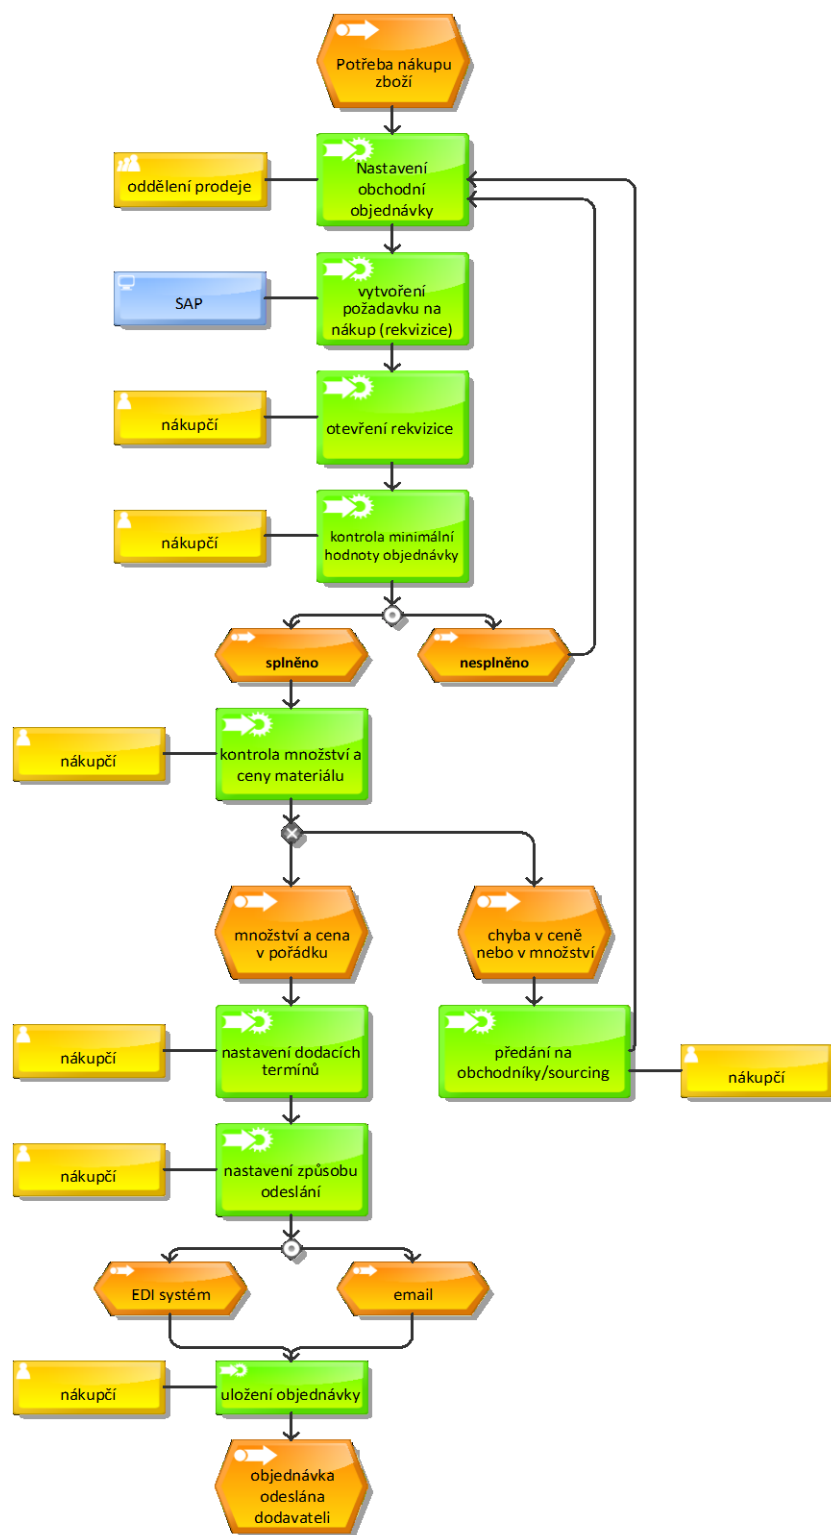 Potřeba nákupu
zboží
oddělení prodeje
Nastavení
obchodní
objednávky
SAP
vytvoření
požadavku na
nákup (rekvizice)
nákupčí
otevření rekvizice
nákupčí
kontrola minimální
hodnoty objednávky
splněno
nesplněno
nákupčí
kontrola množství a
ceny materiálu
množství a cena
v pořádku
chyba v ceně
nebo v množství
nákupčí
nastavení dodacích
termínů
předání na
obchodníky/sourcing
nákupčí
nákupčí
nastavení způsobu
odeslání
EDI systém
email
nákupčí
uložení objednávky
objednávka
odeslána
dodavateli